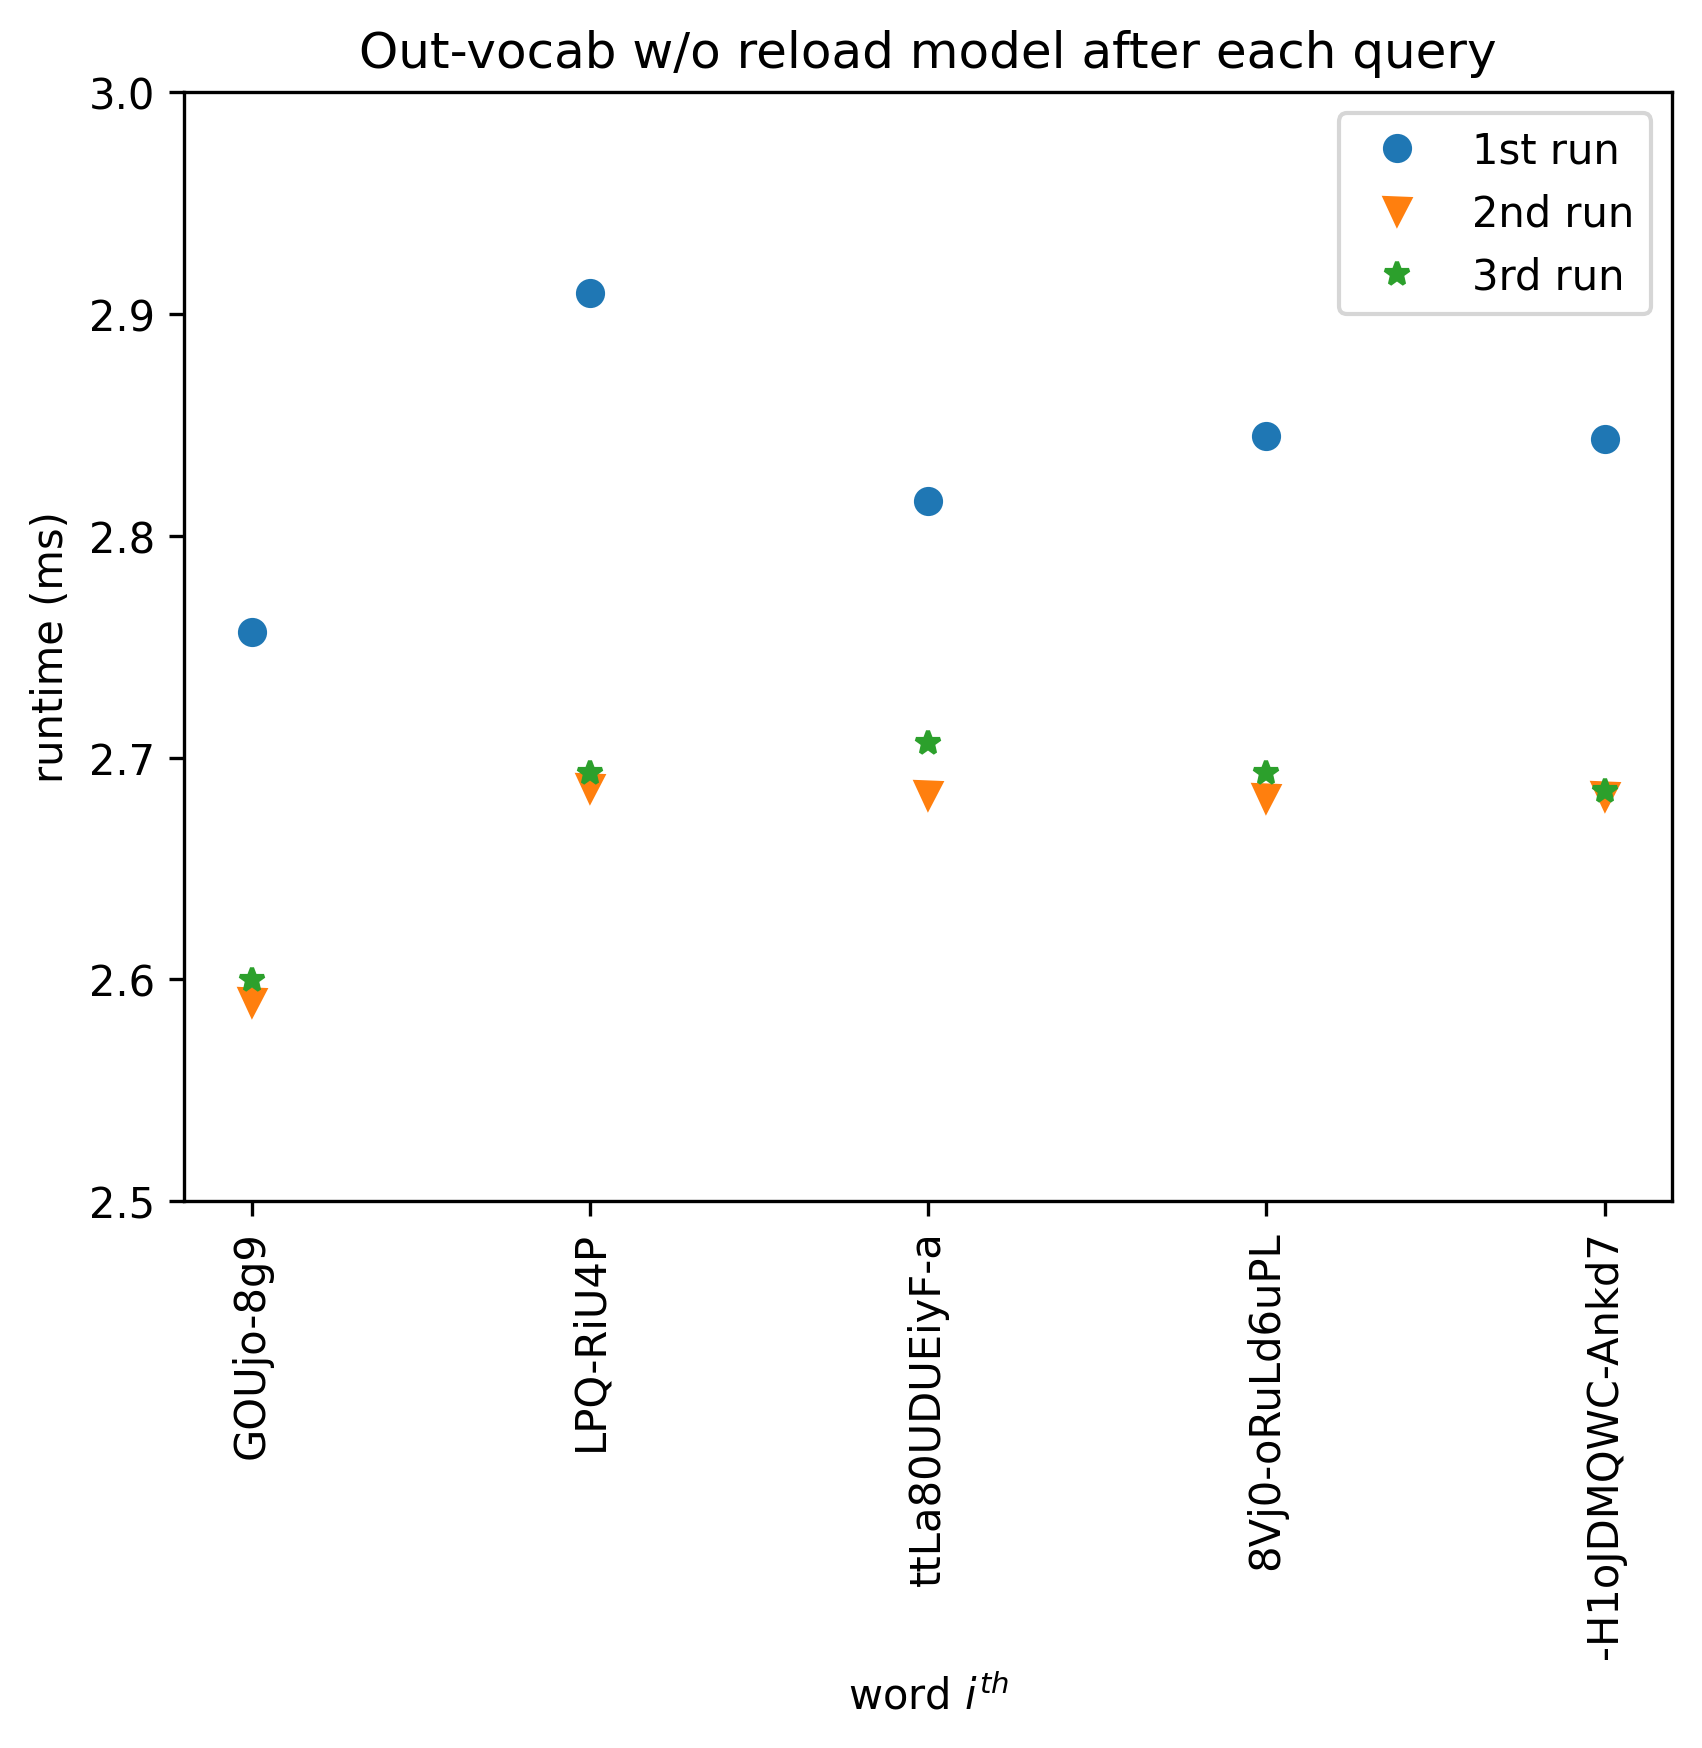 Out-vocab w/o reload model after each query
3.0
2.9
2.8
2.7
2.6
2.5
runtime (ms)
1st run
2nd run
3rd run
GOUjo-8g9
LPQ-RiU4P
ttLa80UDUEiyF-a
8Vj0-oRuLd6uPL
-H1oJDMQWC-Ankd7
word i^th